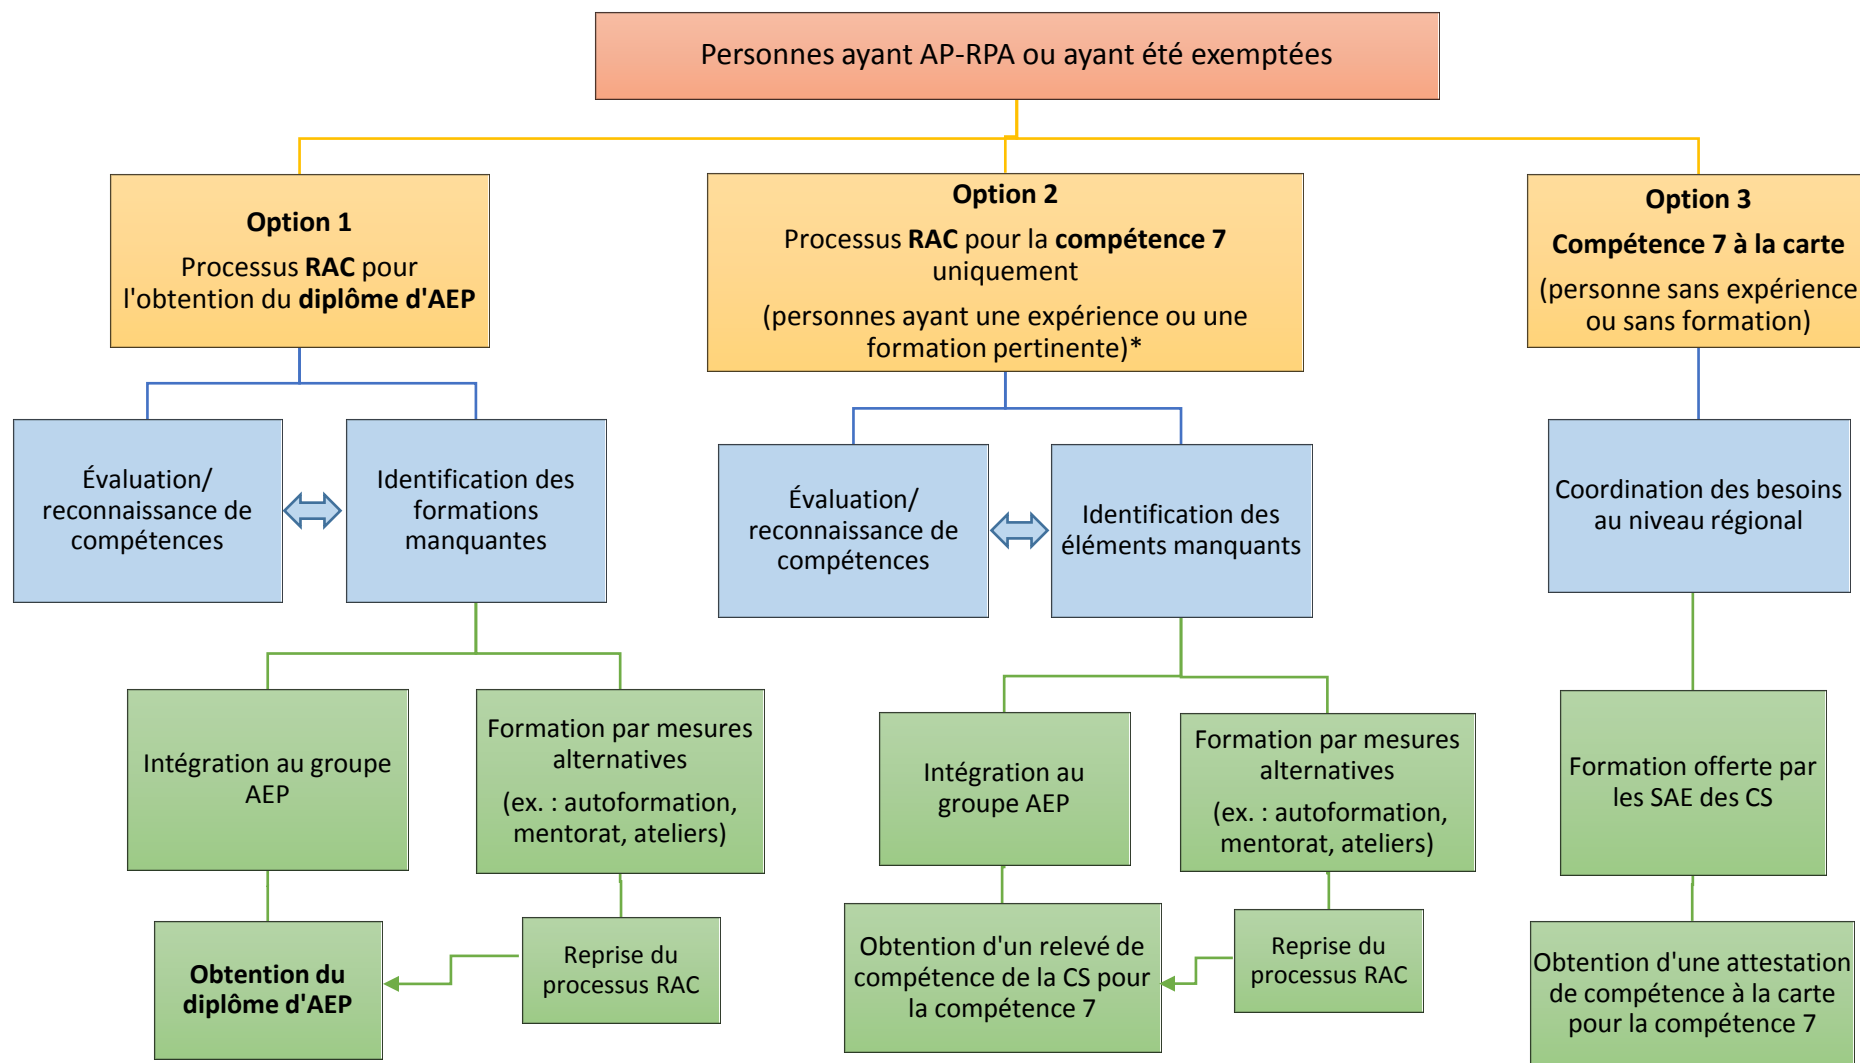 Personnes ayant AP-RPA ou ayant été exemptées
Option 1
Processus RAC pour
l'obtention du diplôme d'AEP
Option 2
Processus RAC pour la compétence 7
uniquement
(personnes ayant une expérience ou une
formation pertinente)*
Option 3
Compétence 7 à la carte
(personne sans expérience
ou sans formation)
Évaluation/
reconnaissance de
compétences
Identification des
formations
manquantes
Évaluation/
reconnaissance de
compétences
Identification des
éléments manquants
Coordination des besoins
au niveau régional
Intégration au groupe
AEP
Formation par mesures
alternatives
(ex. : autoformation,
mentorat, ateliers)
Intégration au
groupe AEP
Formation par mesures
alternatives
(ex. : autoformation,
mentorat, ateliers)
Formation offerte par
les SAE des CS
Obtention du
diplôme d'AEP
Reprise du
processus RAC
Obtention d'un relevé de
compétence de la CS pour
la compétence 7
Reprise du
processus RAC
Obtention d'une attestation
de compétence à la carte
pour la compétence 7